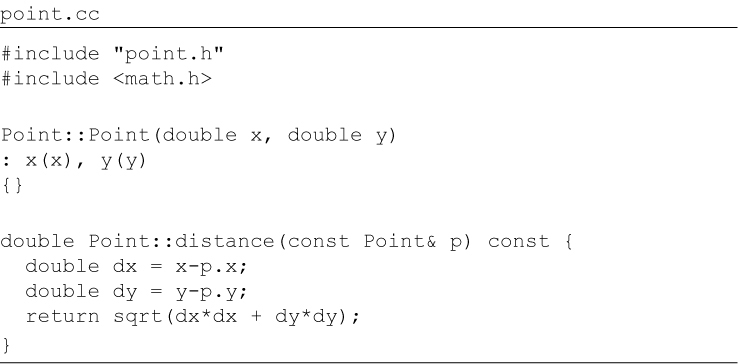 point.cc
#include "point.h"
#include <math.h>
Point::Point(double x, double y)
: x(x), y(y)
{}
double Point::distance(const Point& p) const {
double dx = x-p.x;
double dy = y-p.y;
return sqrt(dx*dx + dy*dy);
}